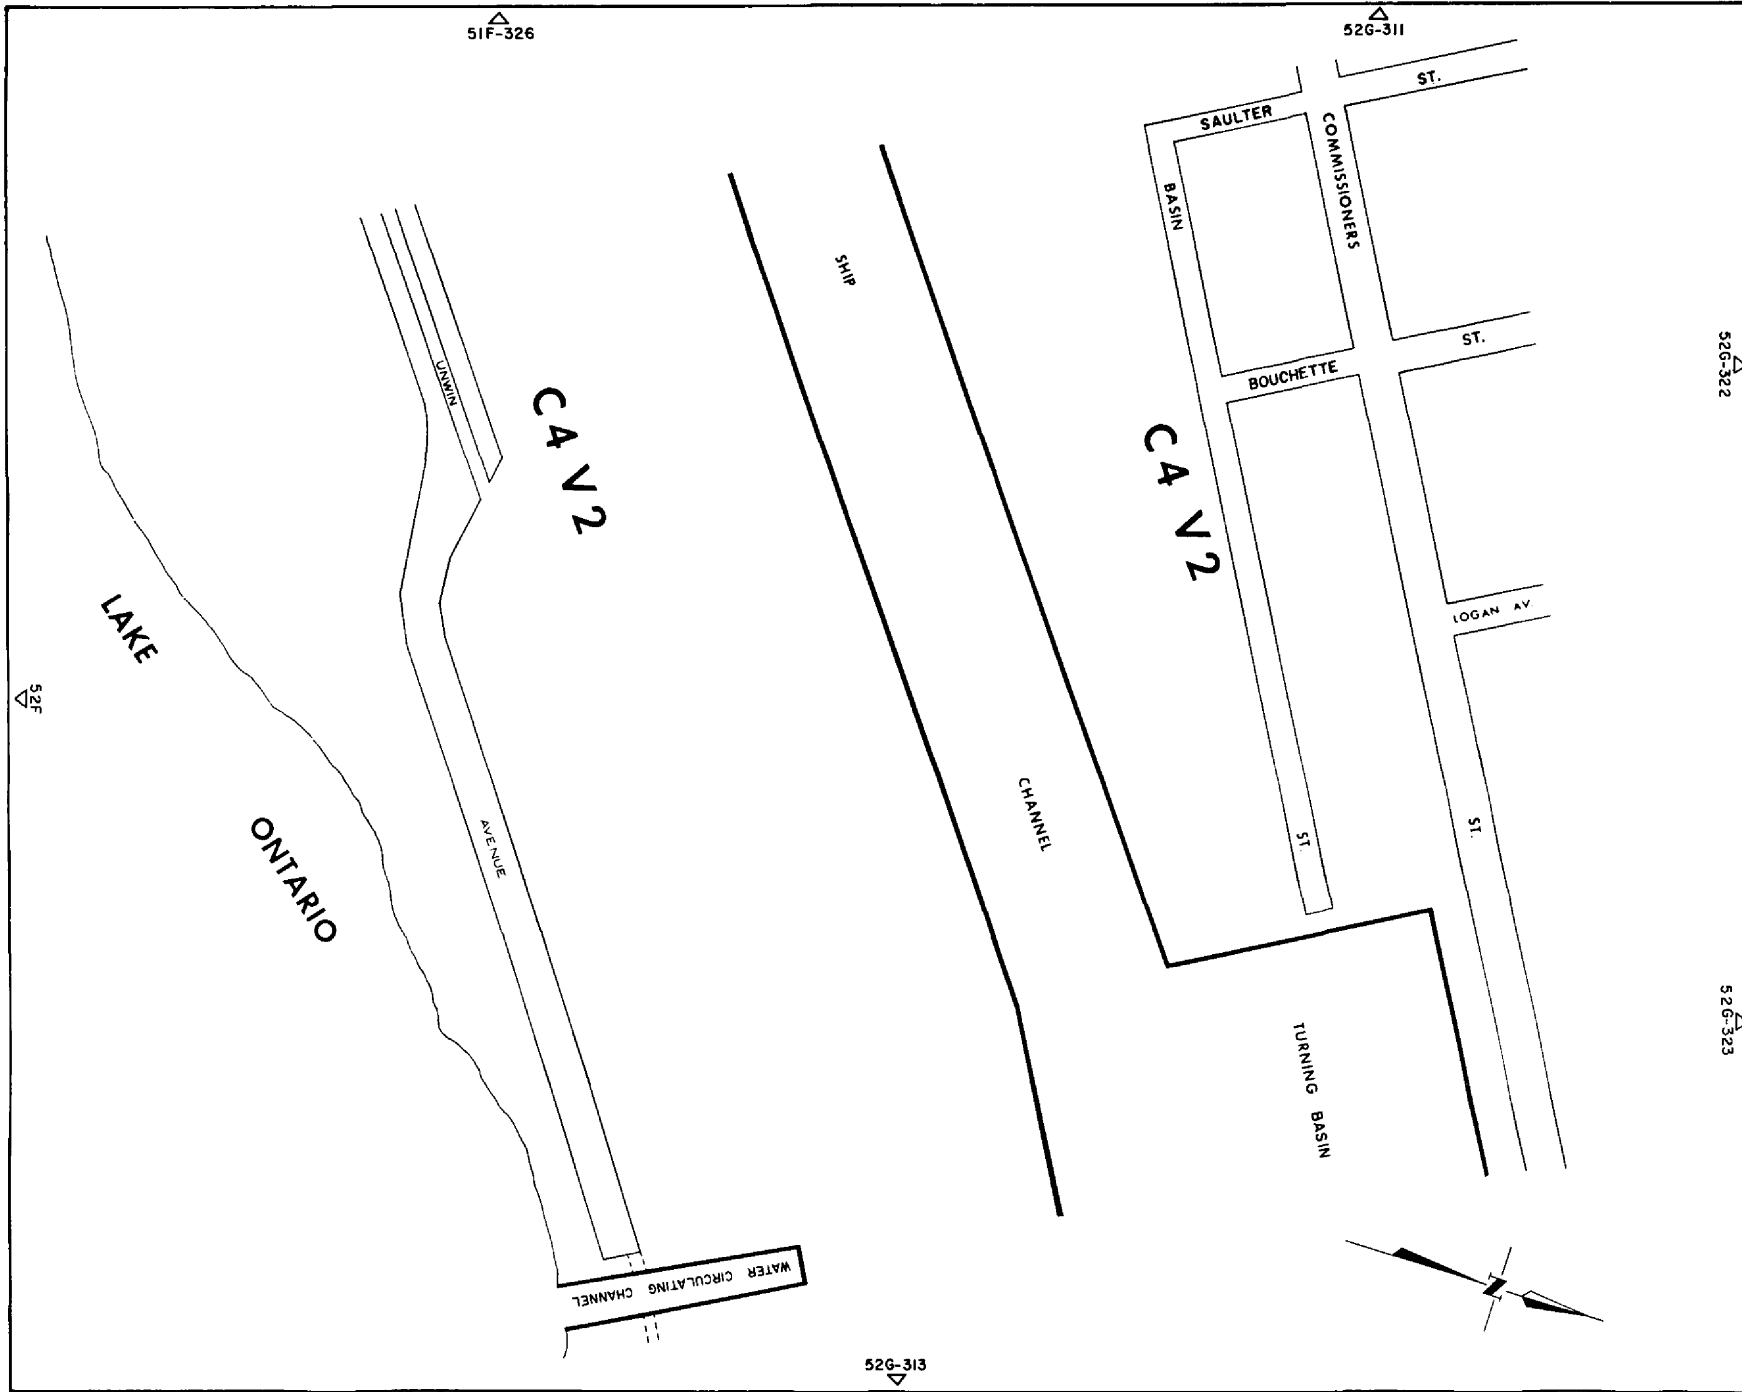 51F-326
52G-311
ST.
SAULTER
COMMISSIONERS
BASIN
SHIP
ST.
52G-322
UNWIN
BOUCHETTE
C4 V2
C4 V2
LOGAN AV.
LAKE
52F
CHANNEL
ONTARIO
AVENUE
ST.
ST.
52G-323
TURNING BASIN
WATER CIRCULATING CHANNEL
N
52G-313